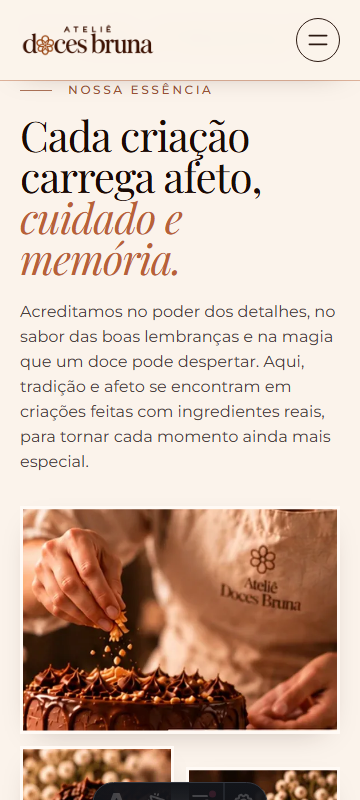 ATELIÊ
doces bruna
NOSSA ESSÊNCIA
Cada criação
carrega afeto,
cuidado e
memória.
Acreditamos no poder dos detalhes, no
sabor das boas lembranças e na magia
que um doce pode despertar. Aqui,
tradição e afeto se encontram em
criações feitas com ingredientes reais,
para tornar cada momento ainda mais
especial.
Ateliê
Doces Bruna